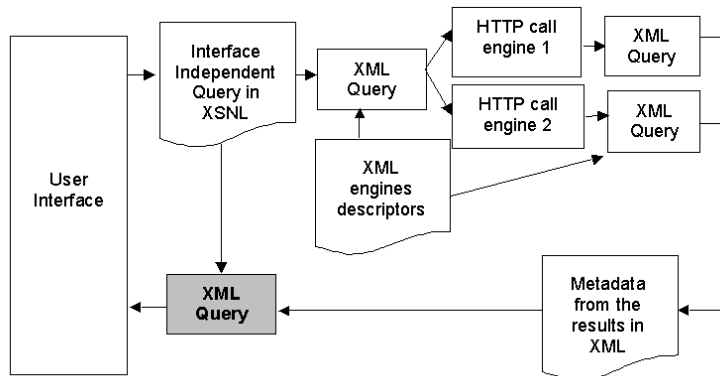 User
Interface
Interface
Independent
Query in
XSNL
XML
Query
HTTP call
engine 1
XML
Query
HTTP call
engine 2
XML
Query
XML
engines
descriptors
XML
Query
Metadata
from the
results in
XML